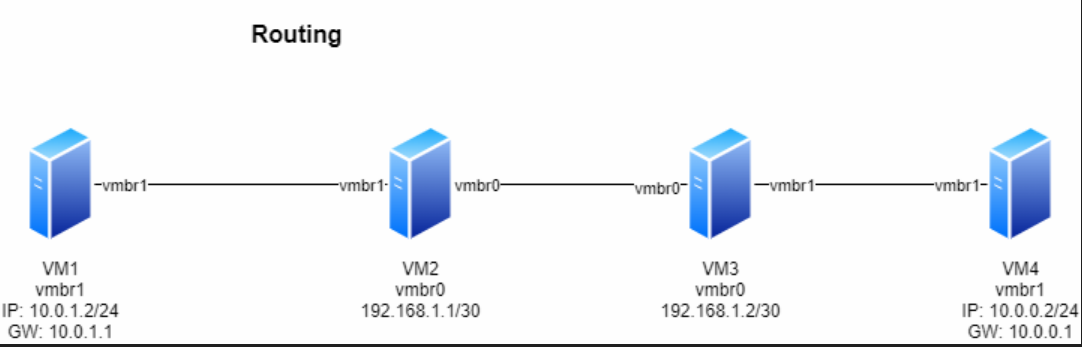 Routing
vmbr1
vmbr1
vmbr0
vmbr0
vmbr1
vmbr1
VM1
vmbr1
IP: 10.0.1.2/24
GW: 10.0.1.1
VM2
vmbr0
192.168.1.1/30
VM3
vmbr0
192.168.1.2/30
VM4
vmbr1
IP: 10.0.0.2/24
GW: 10.0.0.1